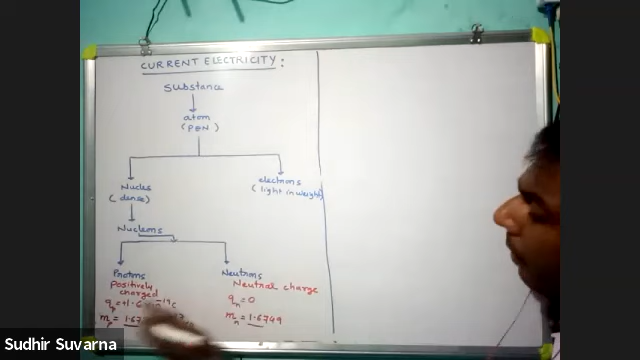 CURRENT ELECTRICITY :
Substance
atom
(PEN)
Nucles
(dense)
electrons
(light in weight)
Nucleons
Protons
Positively
charged
Neutrons
Neutral charge
qn = 0
mn = 1.6749
Sudhir Suvarna